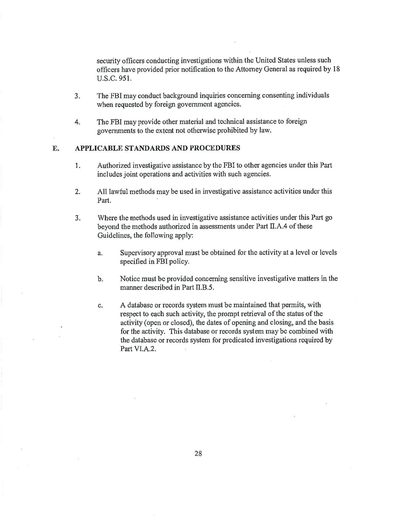 security officers conducting investigations within the United States unless such
officers have provided prior notification to the Attorney General as required by 18
U.S.C. 951.
3. The FBI may conduct background inquiries concerning consenting individuals
when requested by foreign government agencies.
4. The FBI may provide other material and technical assistance to foreign
governments to the extent not otherwise prohibited by law.
E. APPLICABLE STANDARDS AND PROCEDURES
1. Authorized investigative assistance by the FBI to other agencies under this Part
includes joint operations and activities with such agencies.
2. All lawful methods may be used in investigative assistance activities under this
Part.
3. Where the methods used in investigative assistance activities under this Part go
beyond the methods authorized in assessments under Part II.A.4 of these
Guidelines, the following apply:
a. Supervisory approval must be obtained for the activity at a level or levels
specified in FBI policy.
b. Notice must be provided concerning sensitive investigative matters in the
manner described in Part II.B.5.
c. A database or records system must be maintained that permits, with
respect to each such activity, the prompt retrieval of the status of the
activity (open or closed), the dates of opening and closing, and the basis
for the activity. This database or records system may be combined with
the database or records system for predicated investigations required by
Part VI.A.2.
28